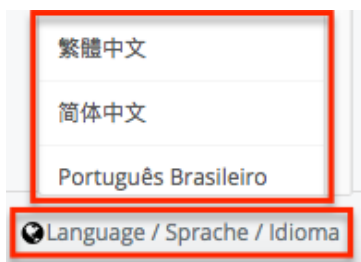 繁體中文
简体中文
Português Brasileiro
Language / Sprache / Idioma